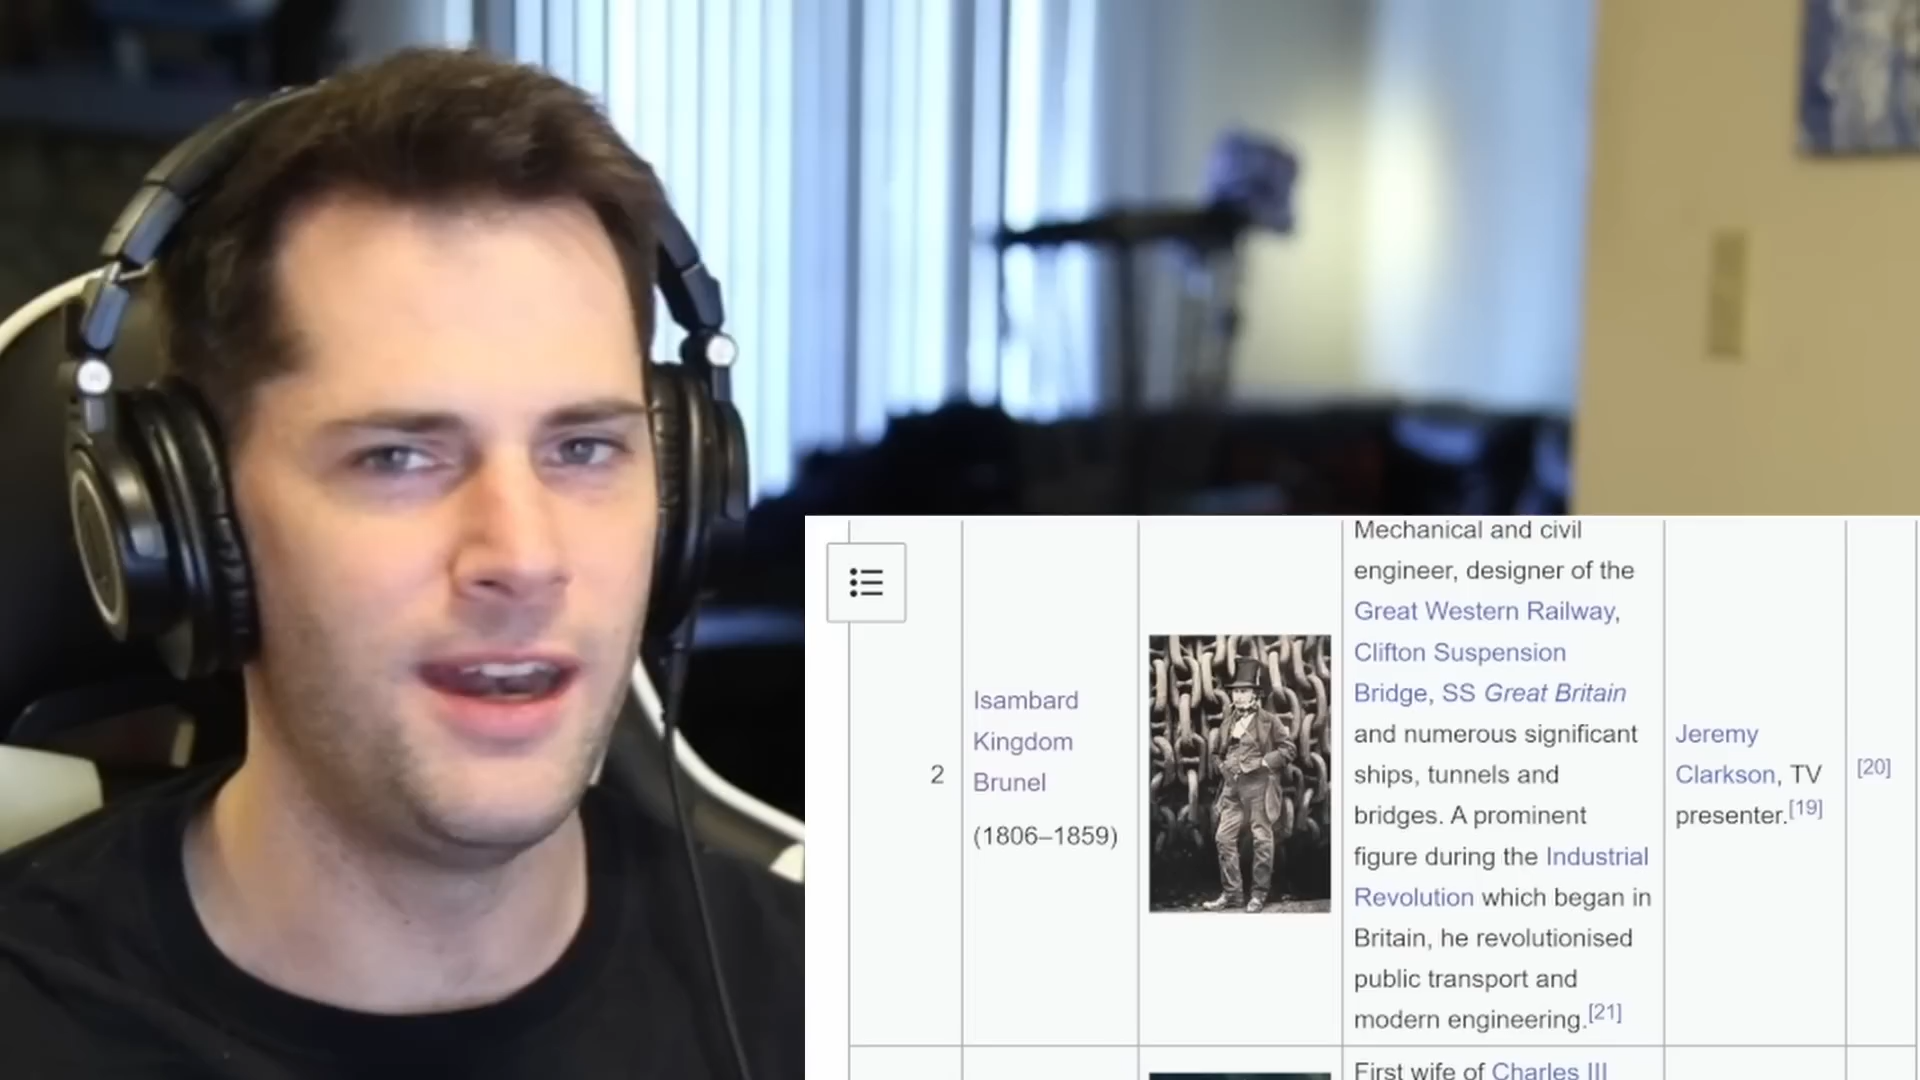 2
Isambard
Kingdom
Brunel
(1806–1859)
Mechanical and civil
engineer, designer of the
Great Western Railway,
Clifton Suspension
Bridge, SS Great Britain
and numerous significant
ships, tunnels and
bridges. A prominent
figure during the Industrial
Revolution which began in
Britain, he revolutionised
public transport and
modern engineering.[21]
Jeremy
Clarkson, TV
presenter.[19]
[20]
First wife of Charles III